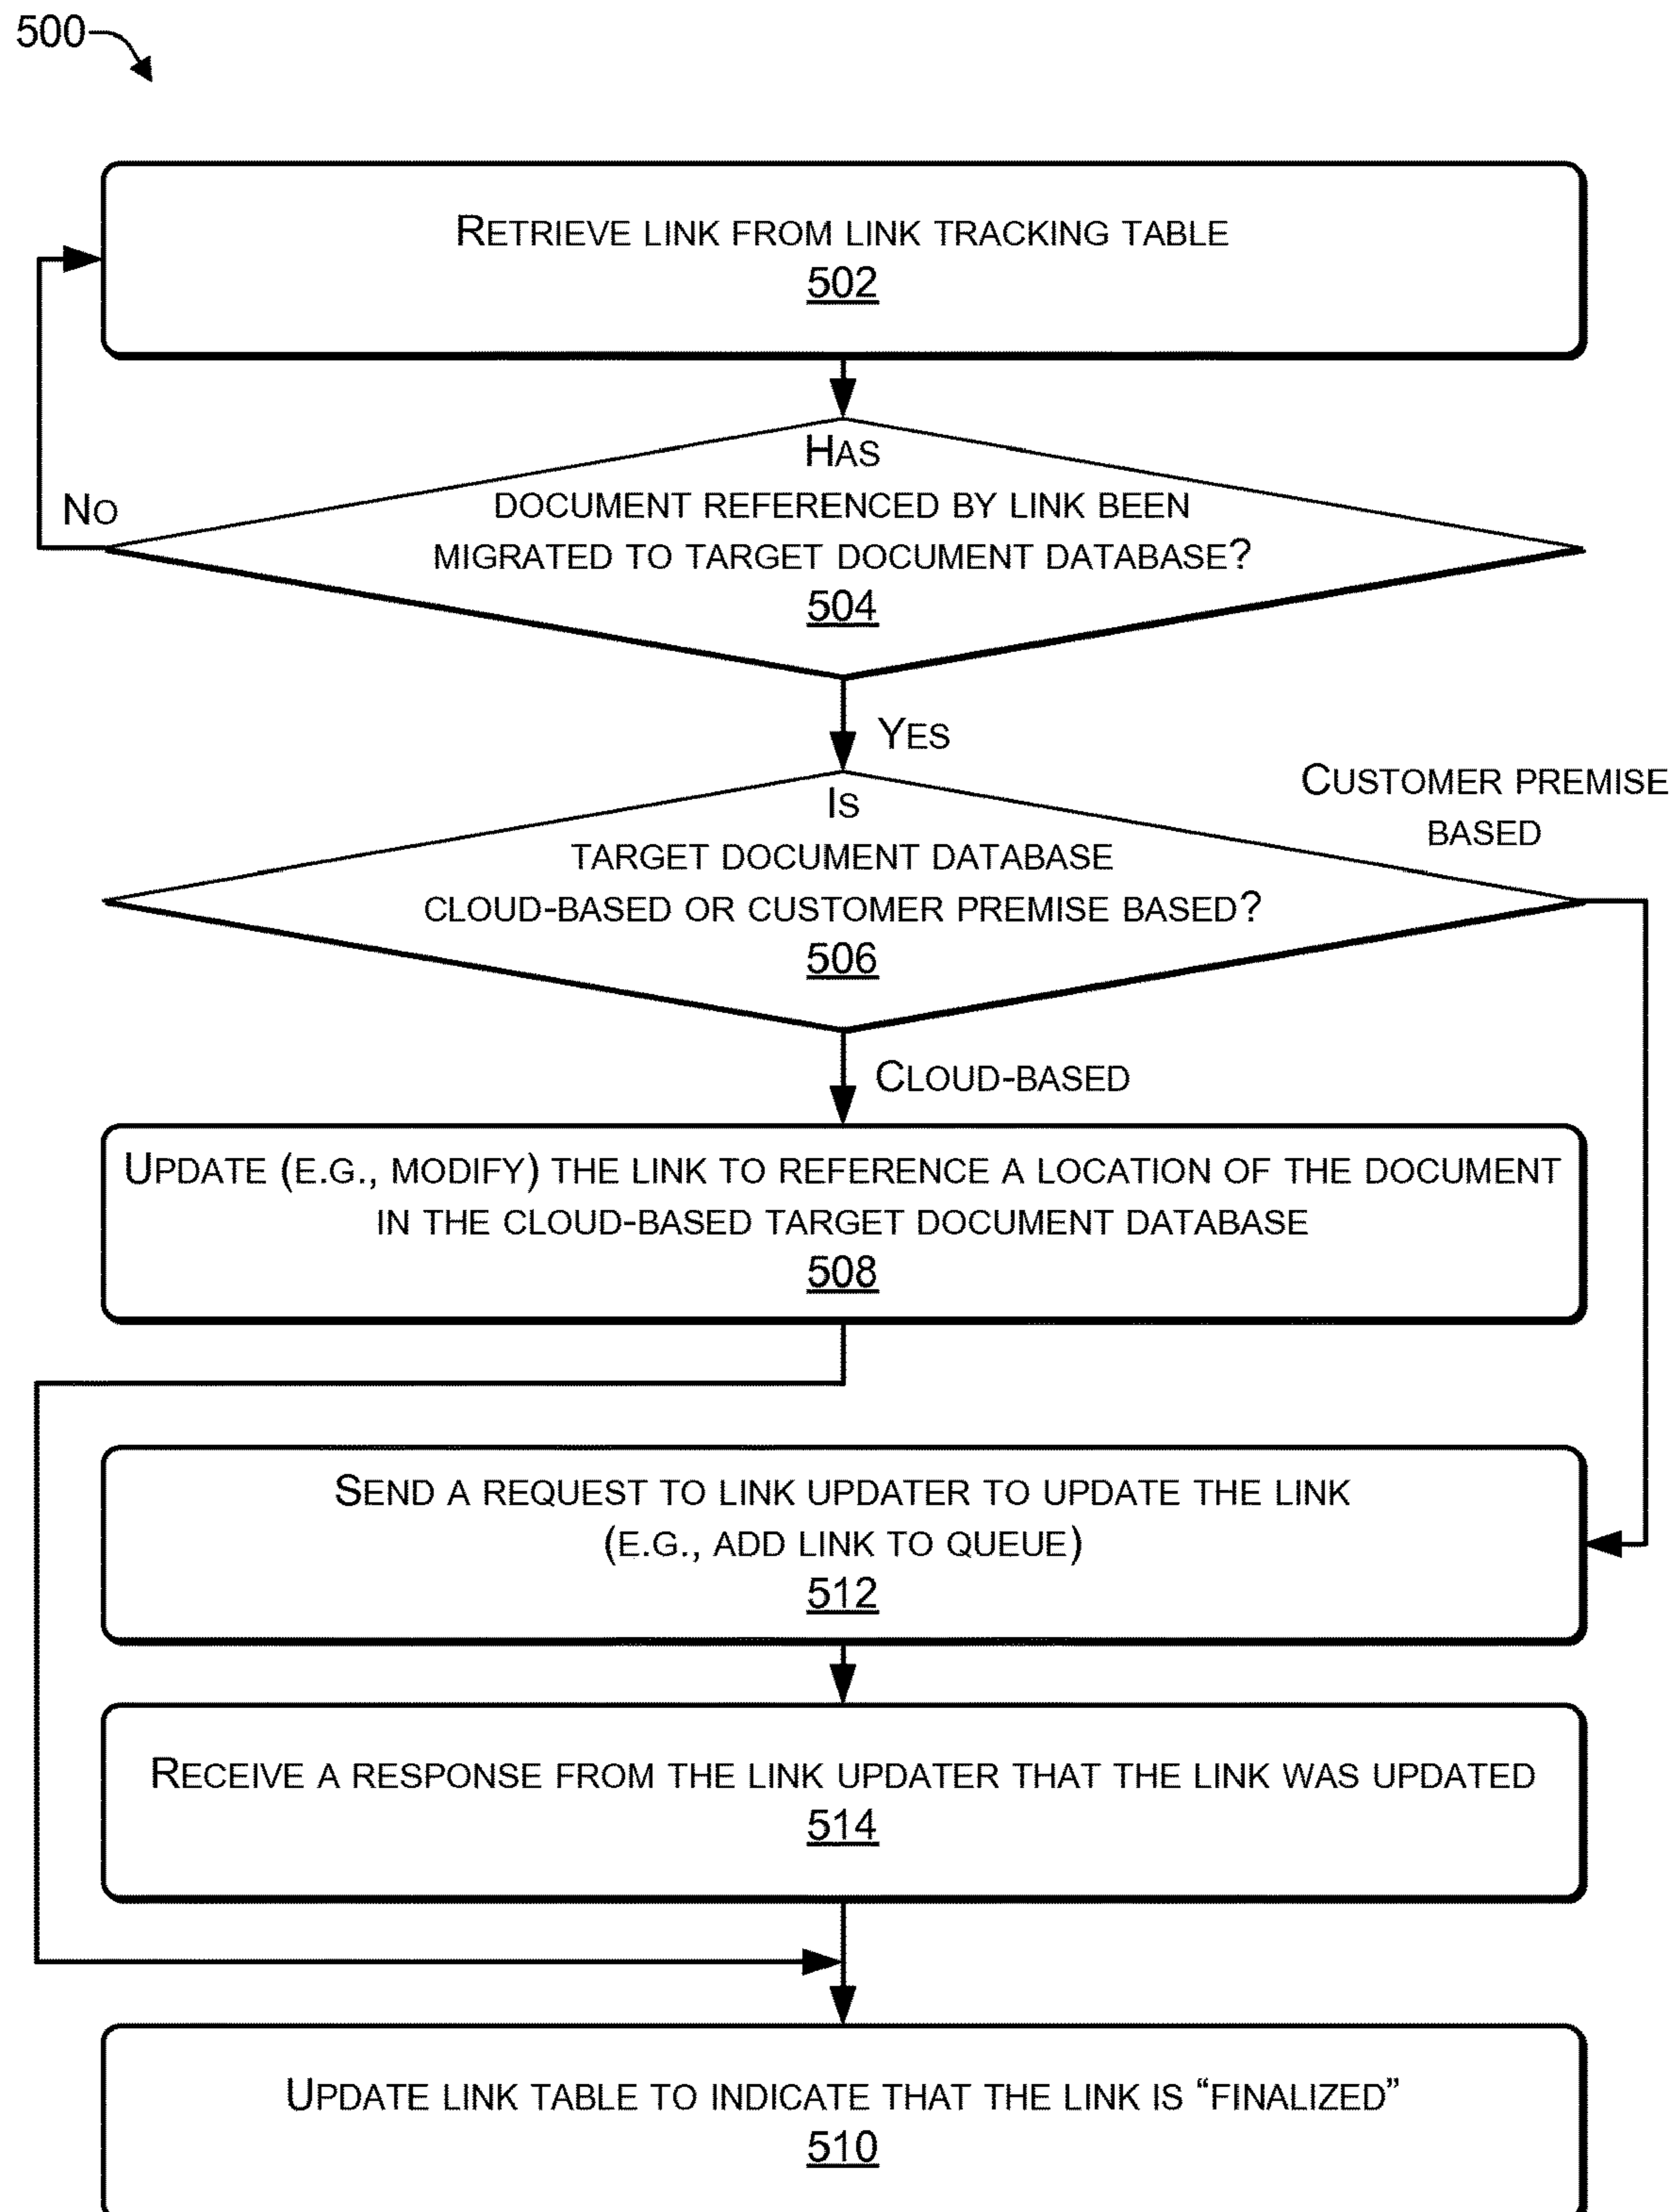 500
RETRIEVE LINK FROM LINK TRACKING TABLE
502
HAS
DOCUMENT REFERENCED BY LINK BEEN
MIGRATED TO TARGET DOCUMENT DATABASE?
504
NO
YES
IS
TARGET DOCUMENT DATABASE
CLOUD-BASED OR CUSTOMER PREMISE BASED?
506
CUSTOMER PREMISE
BASED
CLOUD-BASED
UPDATE (E.G., MODIFY) THE LINK TO REFERENCE A LOCATION OF THE DOCUMENT
IN THE CLOUD-BASED TARGET DOCUMENT DATABASE
508
SEND A REQUEST TO LINK UPDATER TO UPDATE THE LINK
(E.G., ADD LINK TO QUEUE)
512
RECEIVE A RESPONSE FROM THE LINK UPDATER THAT THE LINK WAS UPDATED
514
UPDATE LINK TABLE TO INDICATE THAT THE LINK IS “FINALIZED”
510